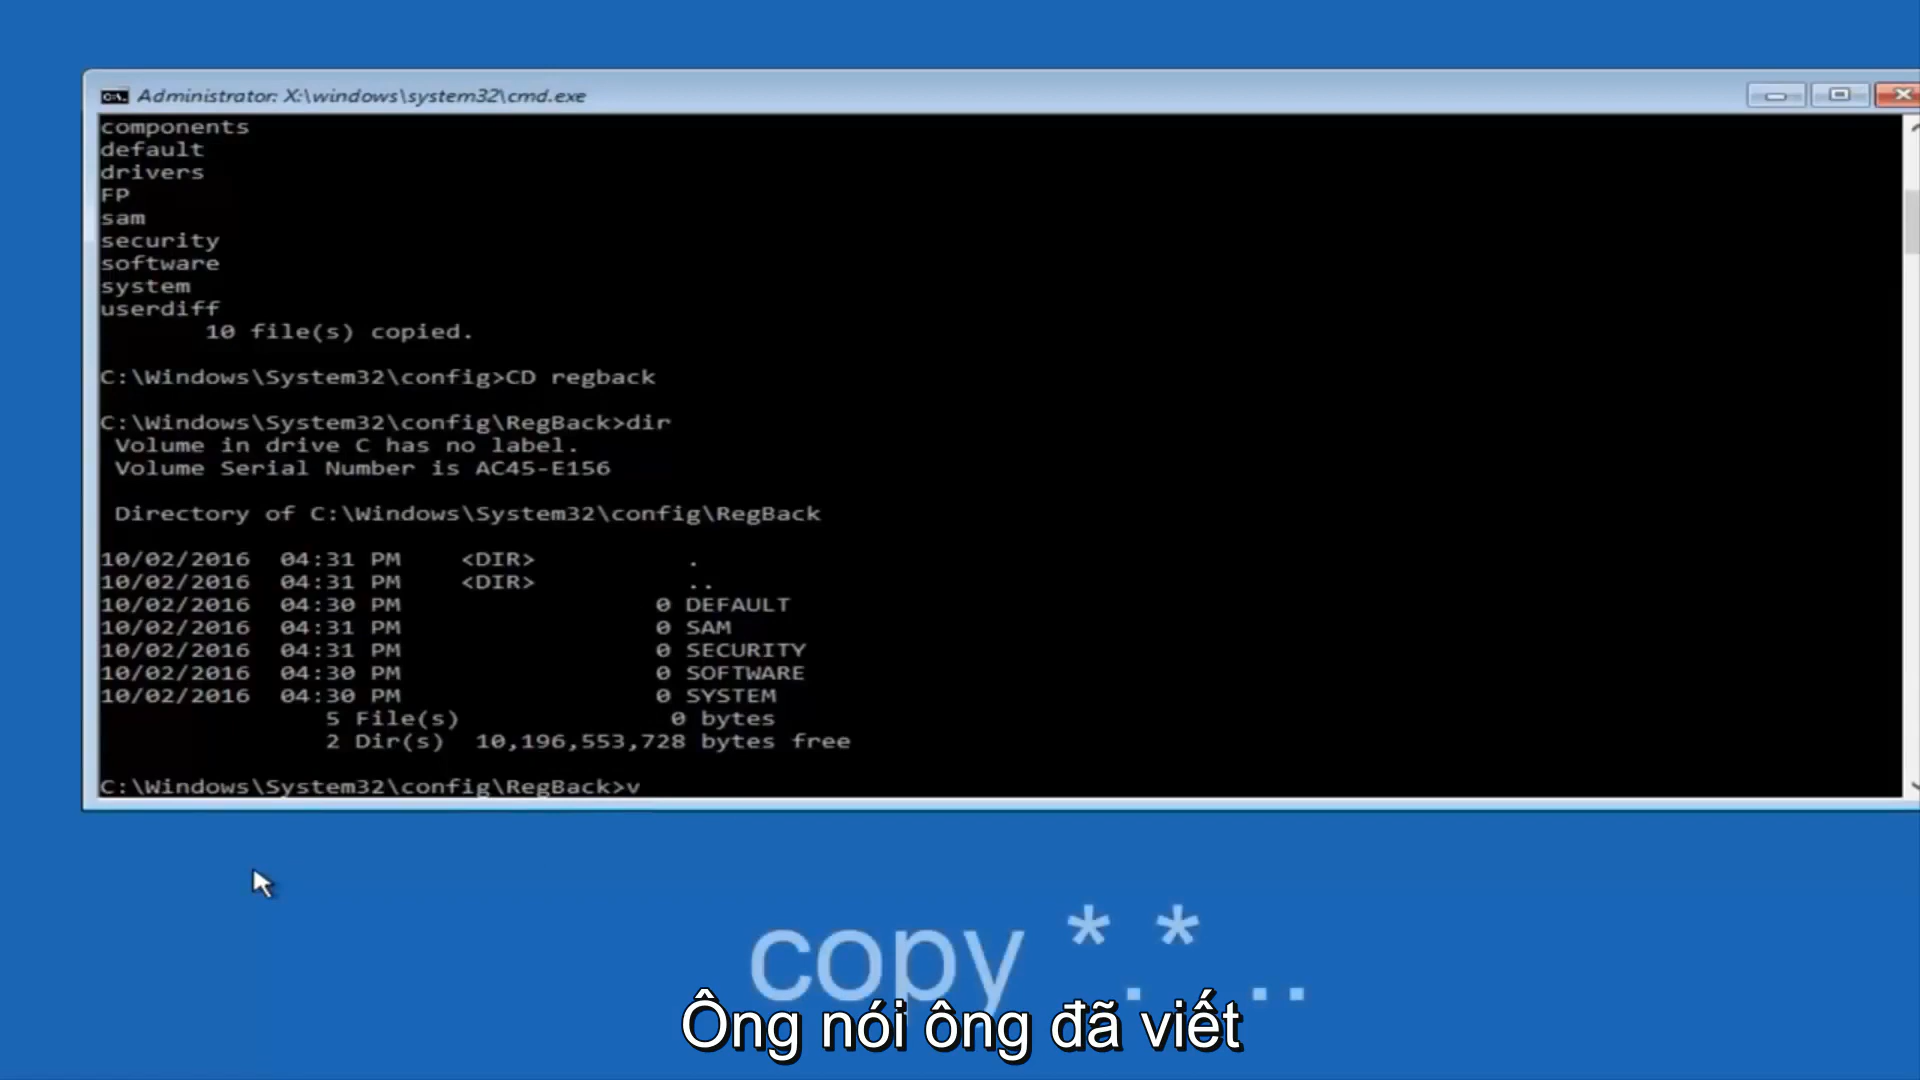 Administrator: X:\windows\system32\cmd.exe
components
default
drivers
FP
sam
security
software
system
userdiff
10 file(s) copied.
C:\Windows\System32\config>CD regback
C:\Windows\System32\config\RegBack>dir
Volume in drive C has no label.
Volume Serial Number is AC45-E156
Directory of C:\Windows\System32\config\RegBack
10/02/2016 04:31 PM <DIR> .
10/02/2016 04:31 PM <DIR> ..
10/02/2016 04:30 PM 0 DEFAULT
10/02/2016 04:31 PM 0 SAM
10/02/2016 04:31 PM 0 SECURITY
10/02/2016 04:30 PM 0 SOFTWARE
10/02/2016 04:30 PM 0 SYSTEM
5 File(s) 0 bytes
2 Dir(s) 10,196,553,728 bytes free
C:\Windows\System32\config\RegBack>v
copy *.* ..
Ông nói ông đã viết